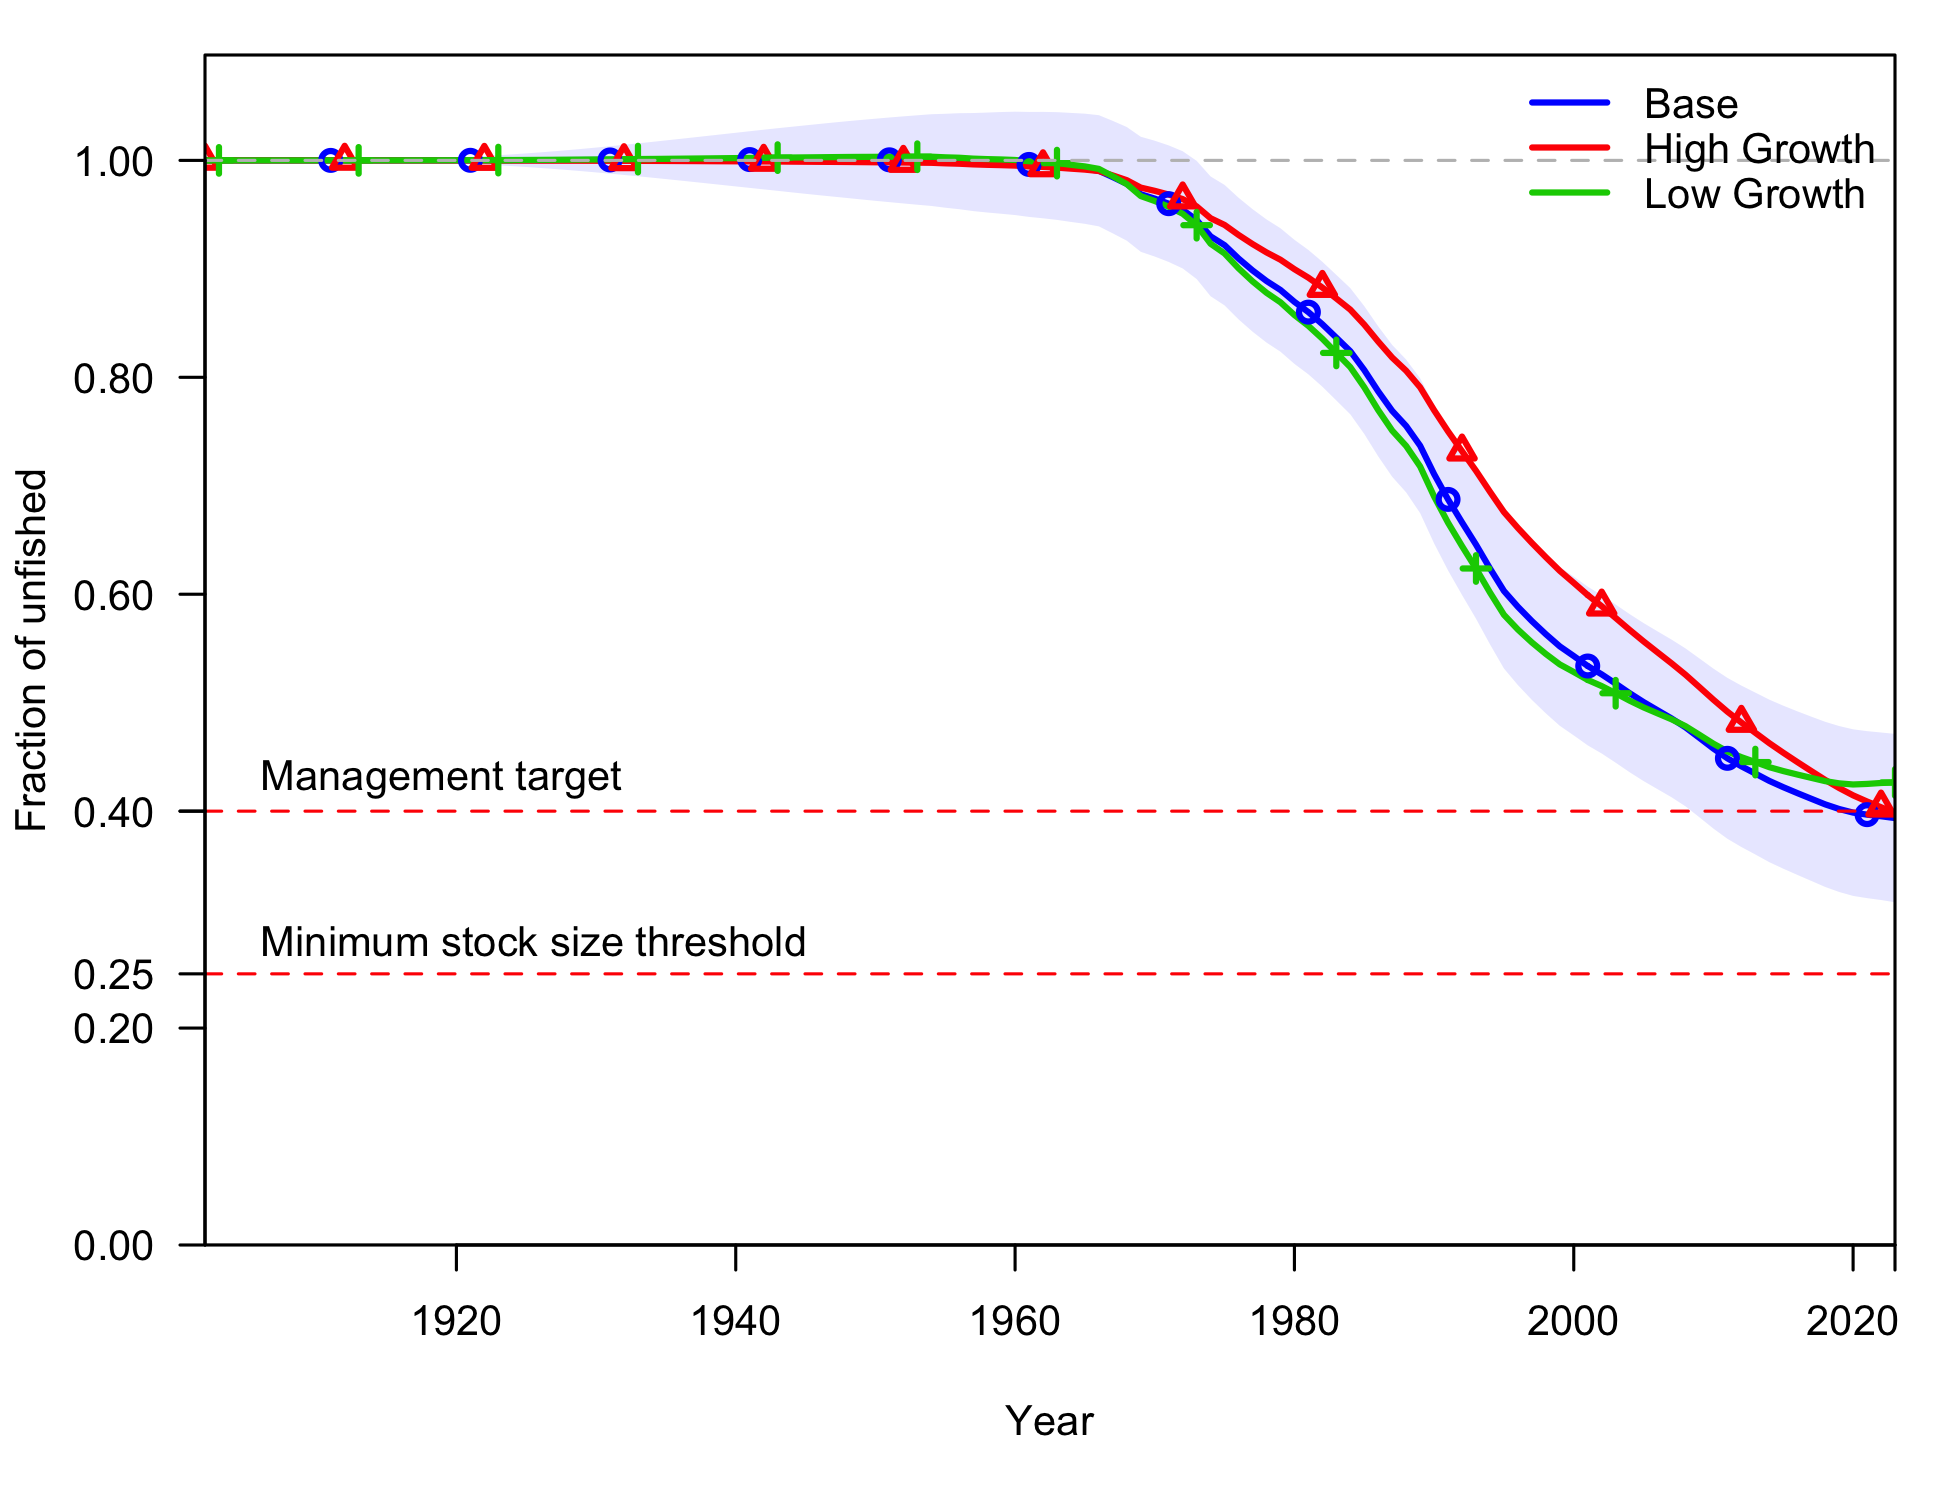 Base
High Growth
Low Growth
1.00
0.80
0.60
0.40
0.25
0.20
0.00
Fraction of unfished
Management target
Minimum stock size threshold
1920
1940
1960
1980
2000
2020
Year